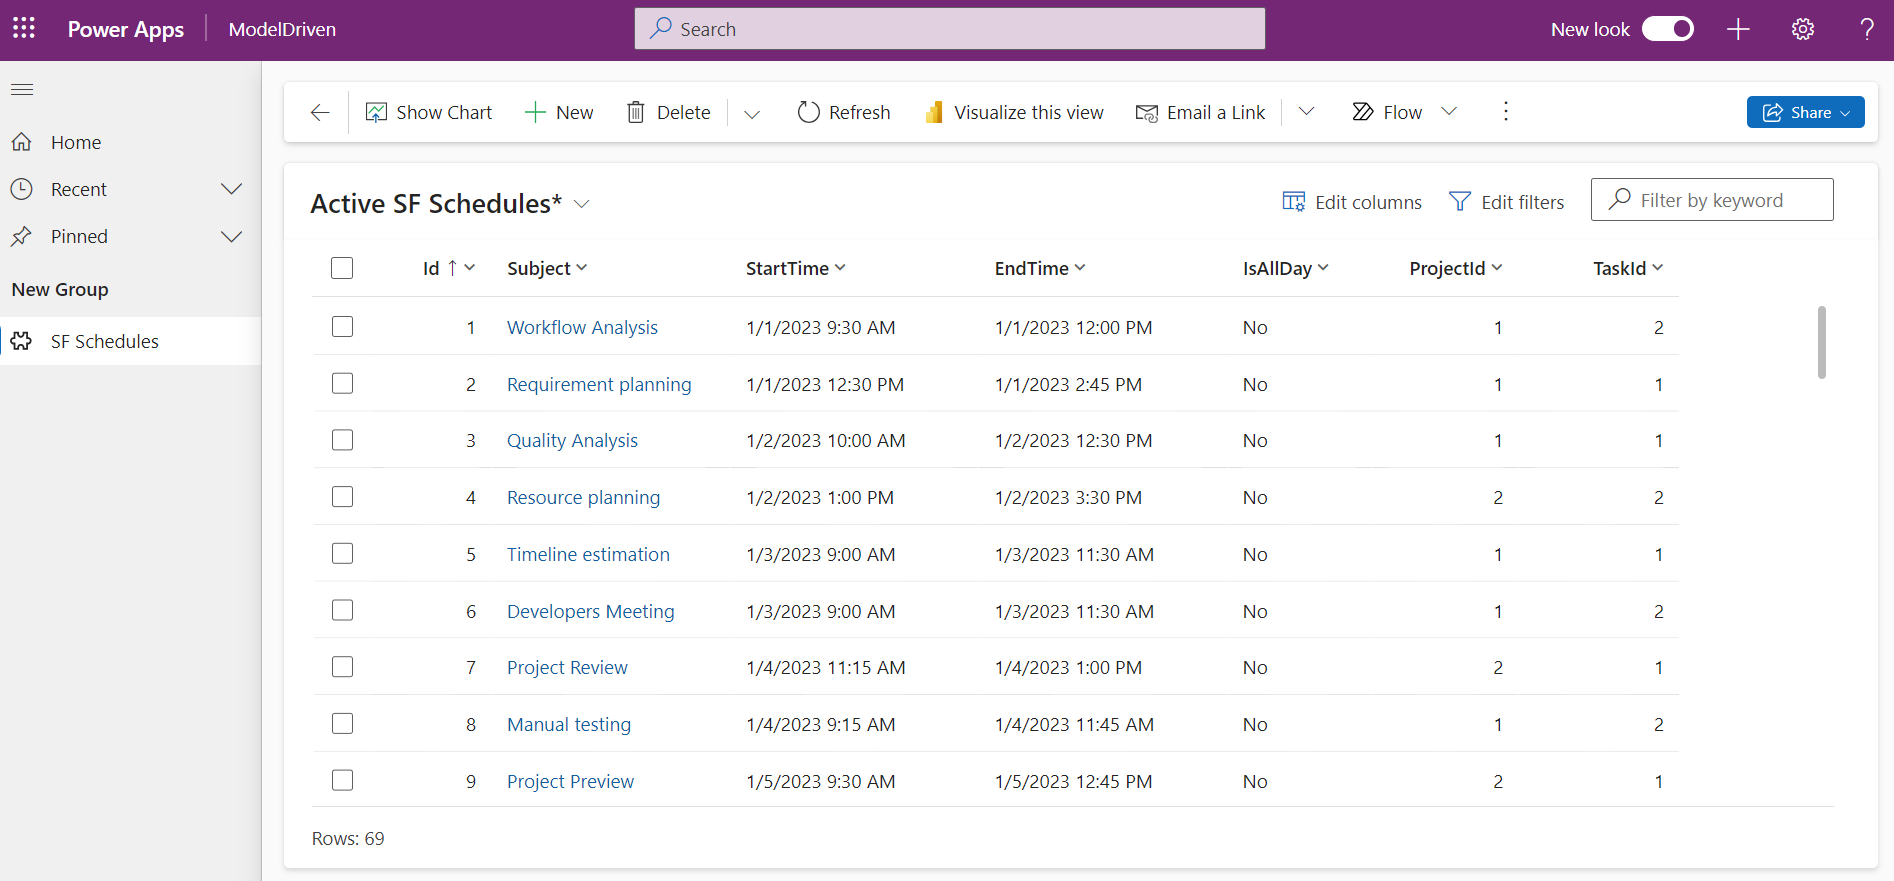 Power Apps ModelDriven Search New look
Show Chart New Delete Refresh Visualize this view Email a Link Flow Share
Home
Recent
Pinned
New Group
SF Schedules
Active SF Schedules* Edit columns Edit filters Filter by keyword
Id ↑ Subject StartTime EndTime IsAllDay ProjectId TaskId
1 Workflow Analysis 1/1/2023 9:30 AM 1/1/2023 12:00 PM No 1 2
2 Requirement planning 1/1/2023 12:30 PM 1/1/2023 2:45 PM No 1 1
3 Quality Analysis 1/2/2023 10:00 AM 1/2/2023 12:30 PM No 1 1
4 Resource planning 1/2/2023 1:00 PM 1/2/2023 3:30 PM No 2 2
5 Timeline estimation 1/3/2023 9:00 AM 1/3/2023 11:30 AM No 1 1
6 Developers Meeting 1/3/2023 9:00 AM 1/3/2023 11:30 AM No 1 2
7 Project Review 1/4/2023 11:15 AM 1/4/2023 1:00 PM No 2 1
8 Manual testing 1/4/2023 9:15 AM 1/4/2023 11:45 AM No 1 2
9 Project Preview 1/5/2023 9:30 AM 1/5/2023 12:45 PM No 2 1
Rows: 69